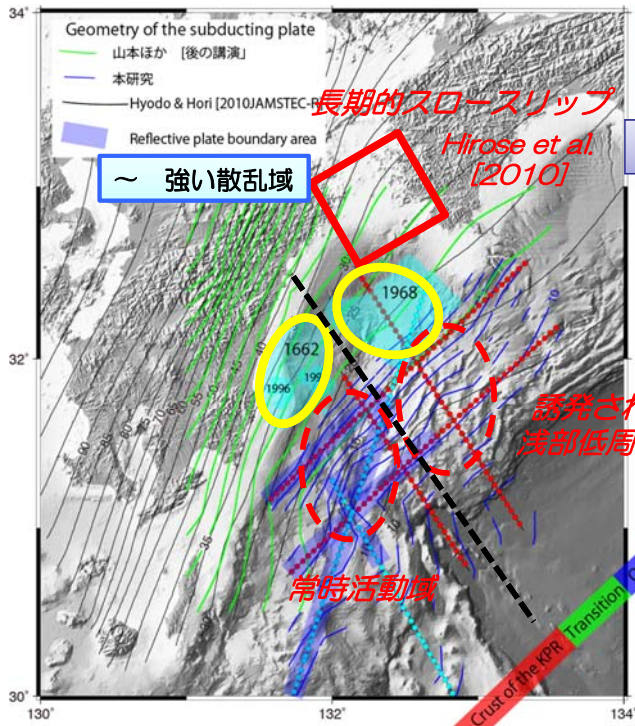 34°
Geometry of the subducting plate
山本ほか [後の講演」
本研究
Hyodo & Hori [2010JAMSTEC-R
Reflective plate boundary area
長期的スロースリップ
Hirose et al.
[2010]
～ 強い散乱域
1968
32°
1662
1996
199
誘発され
浅部低周
常時活動域
Crust of the KPR
Transition
30°
132°
134°